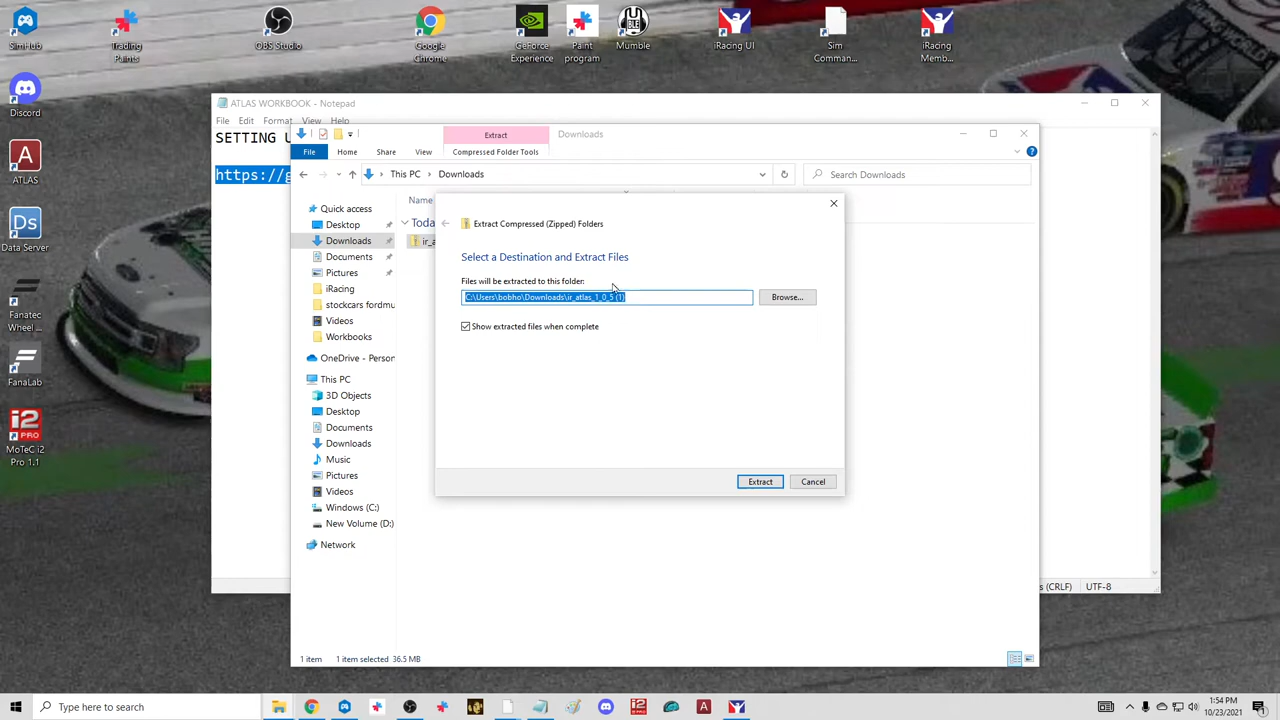 SimHub
Trading
Paints
OBS Studio
Google
Chrome
GeForce
Experience
Paint
program
Mumble
iRacing UI
Sim
Comman...
iRacing
Memb...
Discord
ATLAS
Data Server
Fanatec
Wheel ...
FanaLab
MoTeC i2
Pro 1.1
ATLAS WORKBOOK - Notepad
File Edit Format View Help
SETTING U
https://g
Extract
Downloads
File Home Share View Compressed Folder Tools
This PC Downloads
Search Downloads
Name
Toda
ir_a
Quick access
Desktop
Downloads
Documents
Pictures
iRacing
stockcars fordmu
Videos
Workbooks
OneDrive - Person
This PC
3D Objects
Desktop
Documents
Downloads
Music
Pictures
Videos
Windows (C:)
New Volume (D:)
Network
Extract Compressed (Zipped) Folders
Select a Destination and Extract Files
Files will be extracted to this folder:
C:\Users\bobho\Downloads\ir_atlas_1_0_5 (1)
Browse...
Show extracted files when complete
Extract
Cancel
1 item 1 item selected 36.5 MB
s (CRLF) UTF-8
Type here to search
1:54 PM
10/23/2021